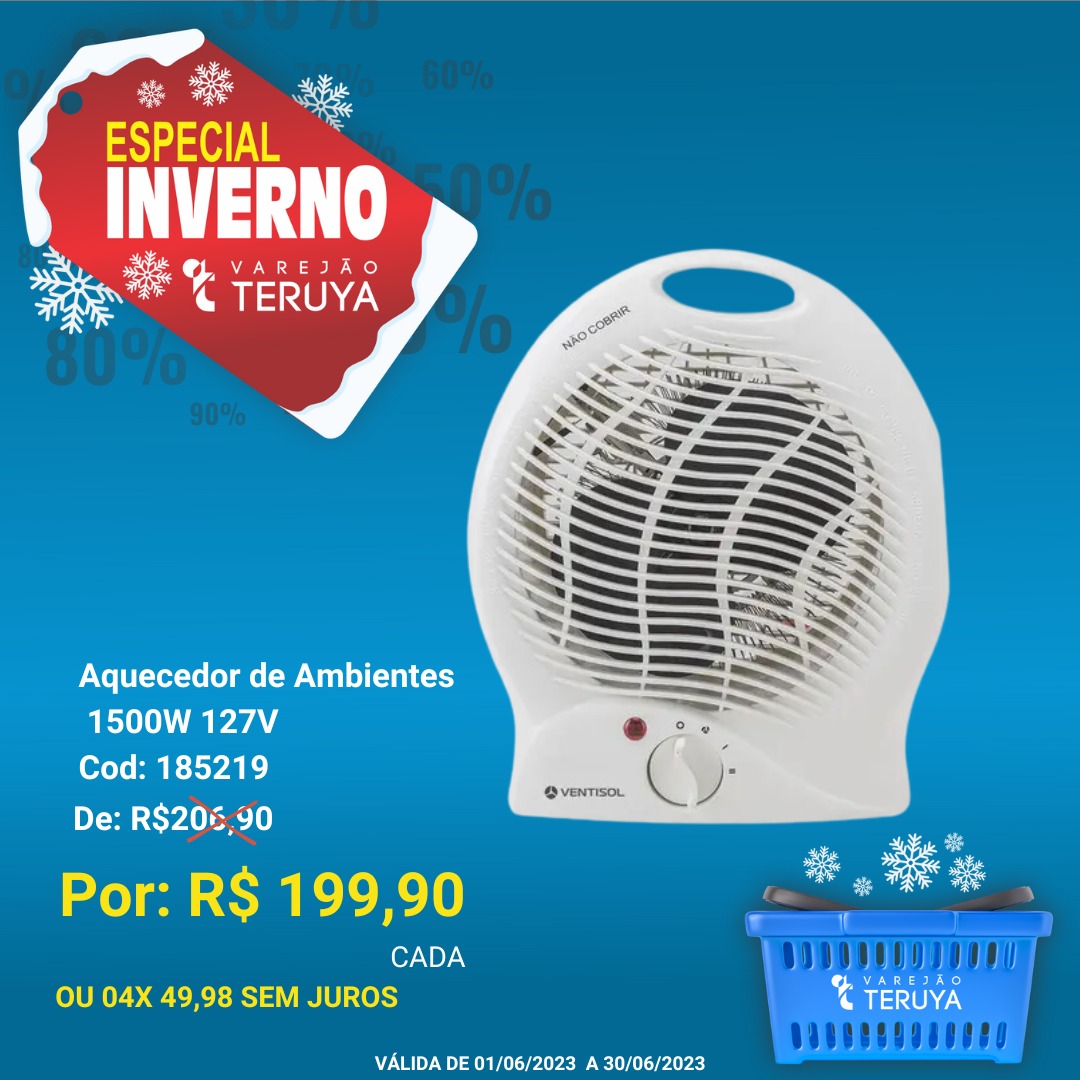 30%
60%
50%
80%
90%
ESPECIAL
INVERNO
VAREJÃO
TERUYA
NÃO COBRIR
VENTISOL
Aquecedor de Ambientes
1500W 127V
Cod: 185219
De: R$206,90
Por: R$ 199,90
CADA
OU 04X 49,98 SEM JUROS
VAREJÃO
TERUYA
VÁLIDA DE 01/06/2023 A 30/06/2023